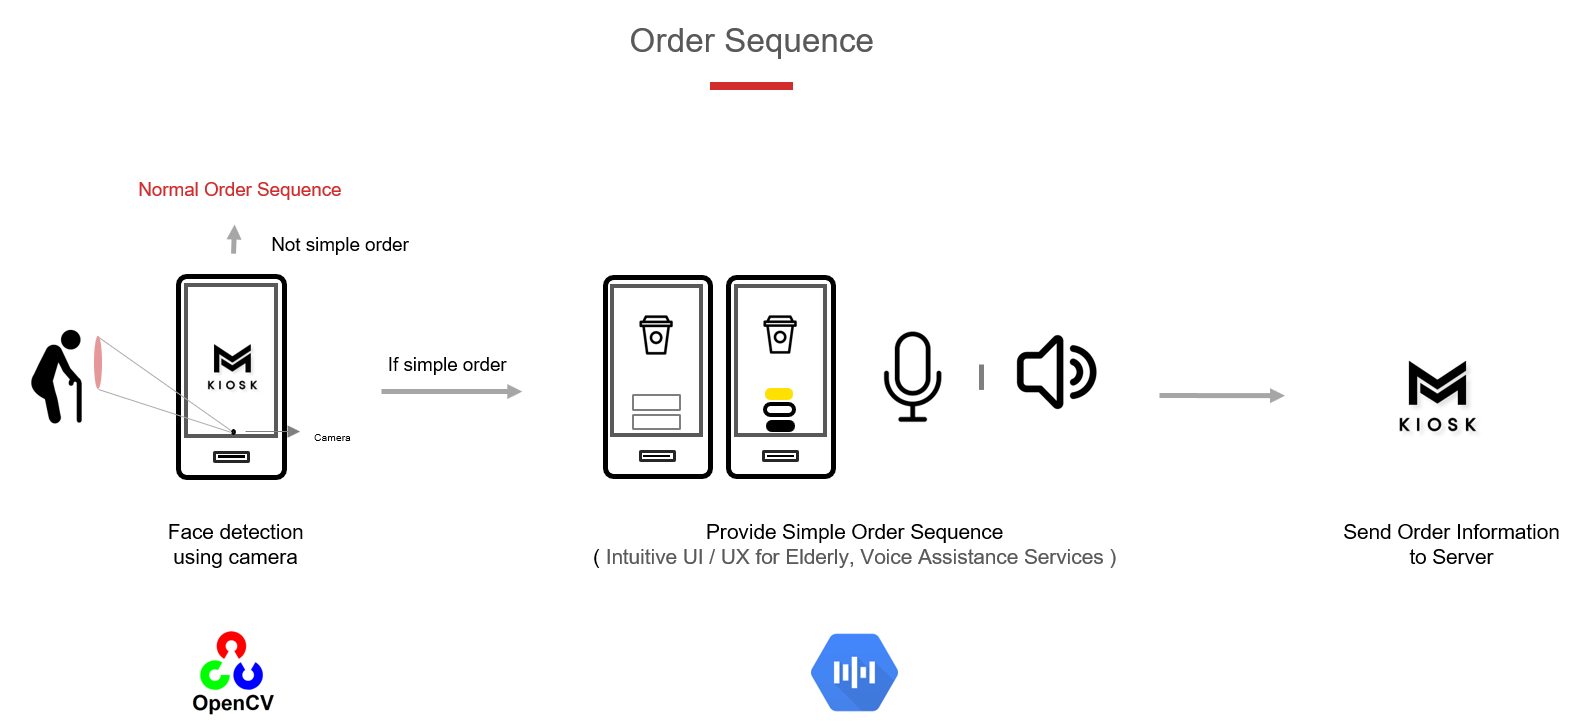 Order Sequence
Normal Order Sequence
Not simple order
KIOSK
If simple order
Camera
KIOSK
Face detection
using camera
Provide Simple Order Sequence
( Intuitive UI / UX for Elderly, Voice Assistance Services )
Send Order Information
to Server
OpenCV